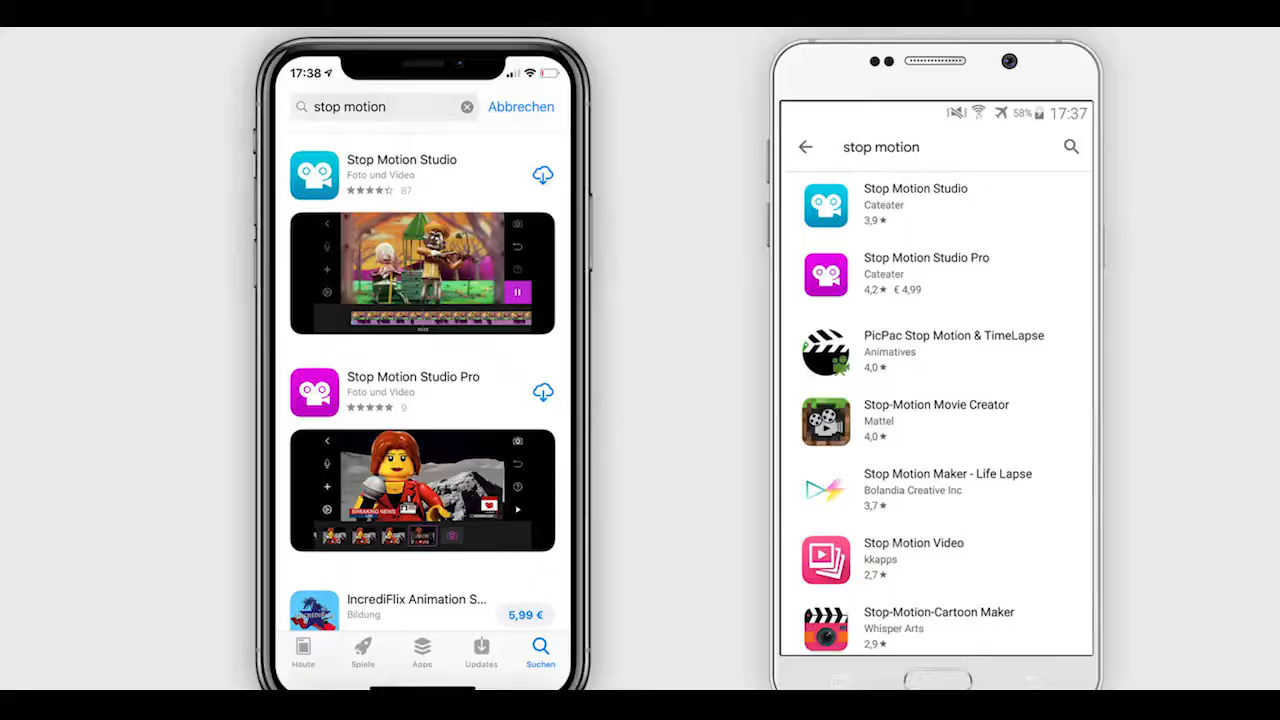 17:38
stop motion
Abbrechen
Stop Motion Studio
Foto und Video
87
Stop Motion Studio Pro
Foto und Video
9
BREAKING NEWS
LIVE
IncrediFlix Animation S...
Bildung
5,99 €
Heute
Spiele
Apps
Updates
Suchen
58%
17:37
stop motion
Stop Motion Studio
Cateater
3,9★
Stop Motion Studio Pro
Cateater
4,2★ € 4,99
PicPac Stop Motion & TimeLapse
Animatives
4,0★
Stop-Motion Movie Creator
Mattel
4,0★
Stop Motion Maker - Life Lapse
Bolandia Creative Inc
3,7★
Stop Motion Video
kkapps
2,7★
Stop-Motion-Cartoon Maker
Whisper Arts
2,9★